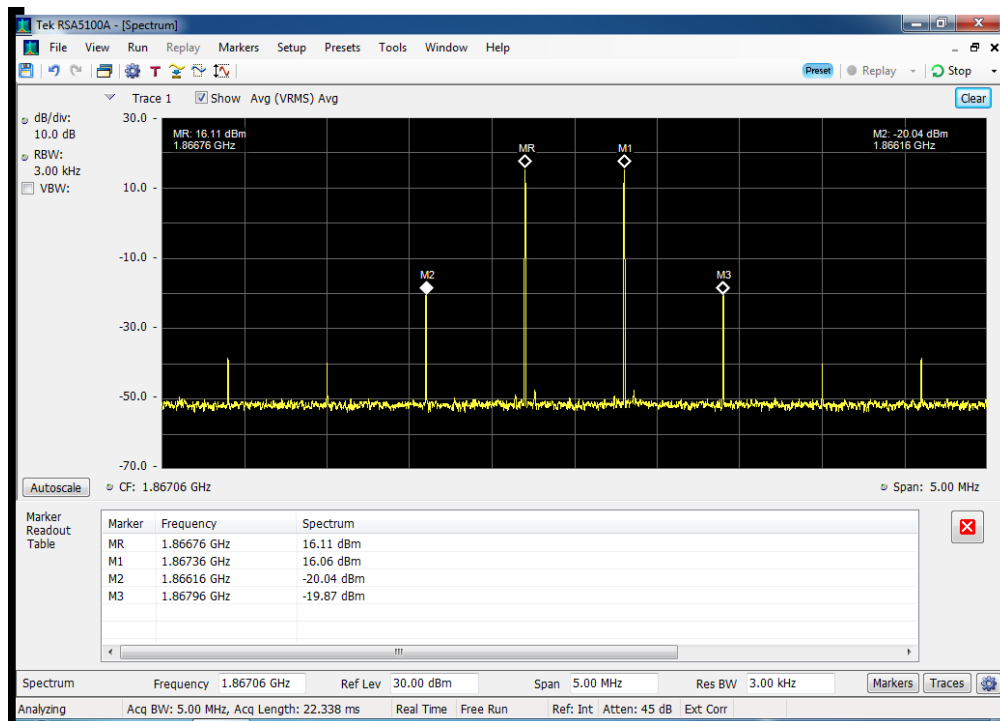 Tek RSA5100A - [Spectrum]
File View Run Replay Markers Setup Presets Tools Window Help
T Preset Replay Stop
Trace 1 Show Avg (VRMS) Avg Clear
dB/div:
10.0 dB
RBW:
3.00 kHz
VBW:
30.0
10.0
-10.0
-30.0
-50.0
-70.0
MR: 16.11 dBm
1.86676 GHz
M2: -20.04 dBm
1.86616 GHz
MR M1
M2 M3
Autoscale CF: 1.86706 GHz Span: 5.00 MHz
Marker
Readout
Table
Marker Frequency Spectrum
MR 1.86676 GHz 16.11 dBm
M1 1.86736 GHz 16.06 dBm
M2 1.86616 GHz -20.04 dBm
M3 1.86796 GHz -19.87 dBm
Spectrum Frequency 1.86706 GHz Ref Lev 30.00 dBm Span 5.00 MHz Res BW 3.00 kHz Markers Traces
Analyzing Acq BW: 5.00 MHz, Acq Length: 22.338 ms Real Time Free Run Ref: Int Atten: 45 dB Ext Corr